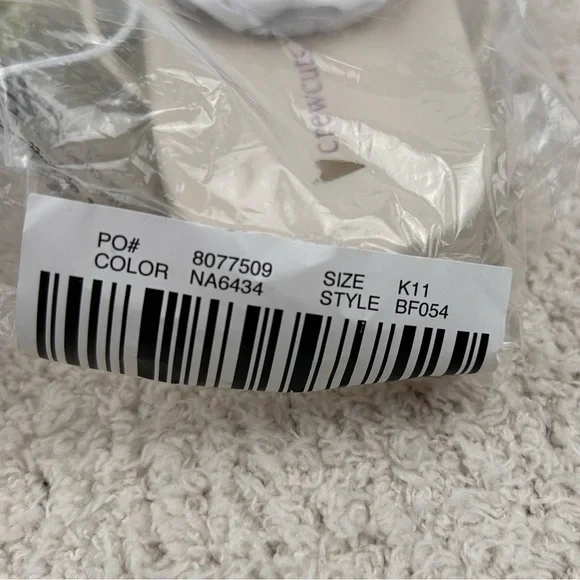 crewcuts
PO# 8077509 SIZE K11
COLOR NA6434 STYLE BF054